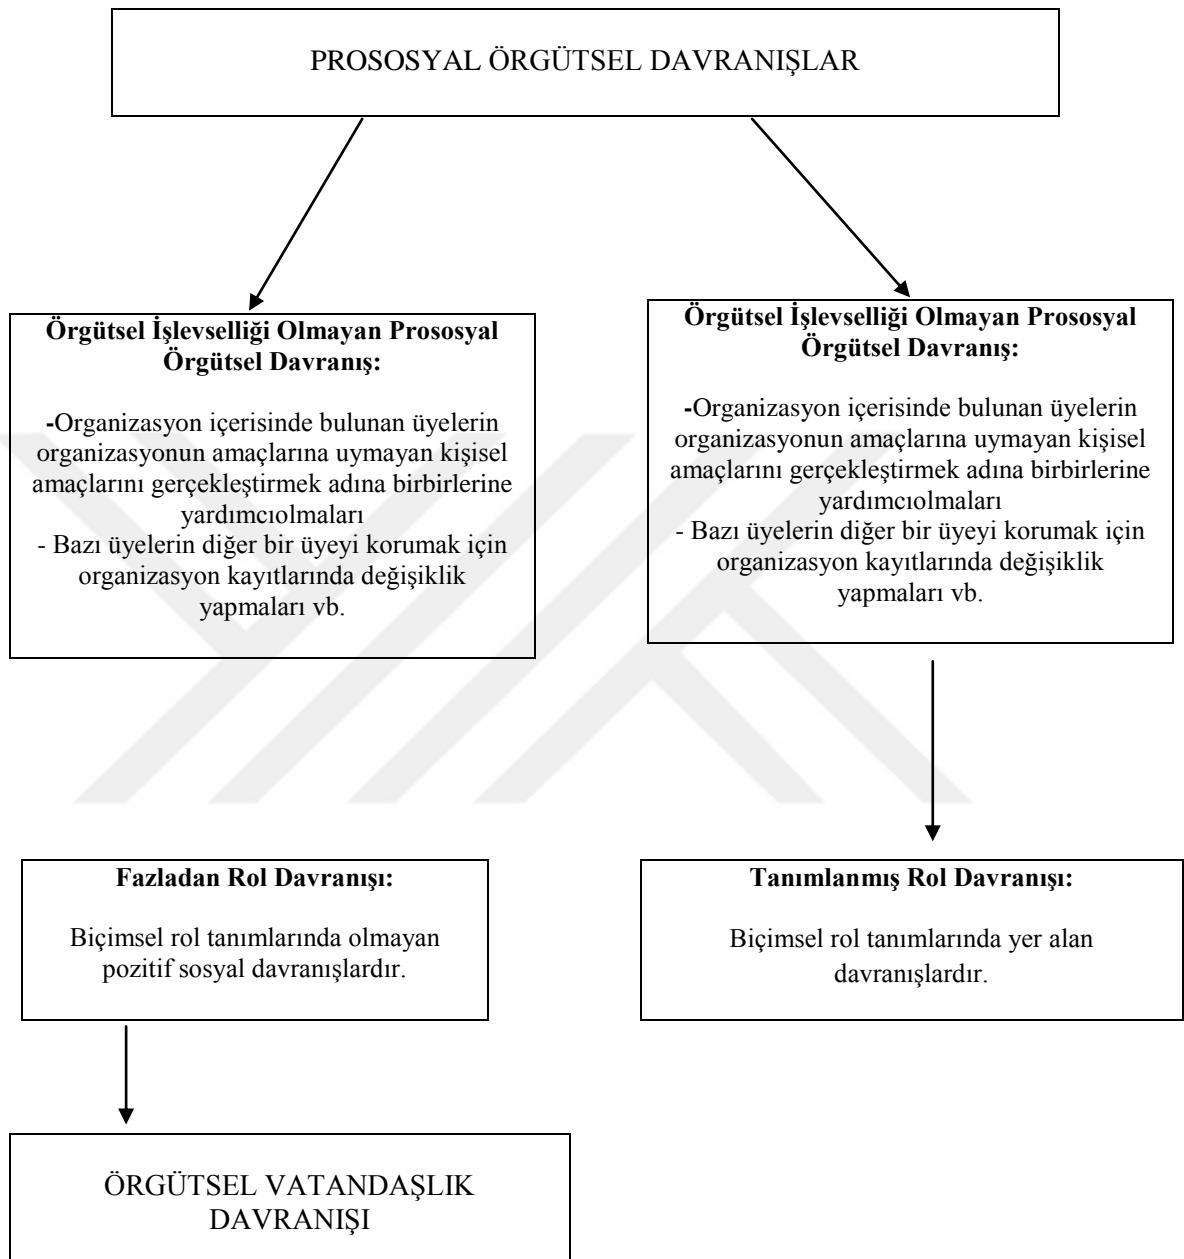 PROSOSYAL ÖRGÜTSEL DAVRANIŞLAR
Örgütsel İşlevselliği Olmayan Prososyal
Örgütsel Davranış:
-Organizasyon içerisinde bulunan üyelerin
organizasyonun amaçlarına uymayan kişisel
amaçlarını gerçekleştirmek adına birbirlerine
yardımcıolmaları
- Bazı üyelerin diğer bir üyeyi korumak için
organizasyon kayıtlarında değişiklik
yapmaları vb.
Örgütsel İşlevselliği Olmayan Prososyal
Örgütsel Davranış:
-Organizasyon içerisinde bulunan üyelerin
organizasyonun amaçlarına uymayan kişisel
amaçlarını gerçekleştirmek adına birbirlerine
yardımcıolmaları
- Bazı üyelerin diğer bir üyeyi korumak için
organizasyon kayıtlarında değişiklik
yapmaları vb.
Fazladan Rol Davranışı:
Biçimsel rol tanımlarında olmayan
pozitif sosyal davranışlardır.
Tanımlanmış Rol Davranışı:
Biçimsel rol tanımlarında yer alan
davranışlardır.
ÖRGÜTSEL VATANDAŞLIK
DAVRANIŞI